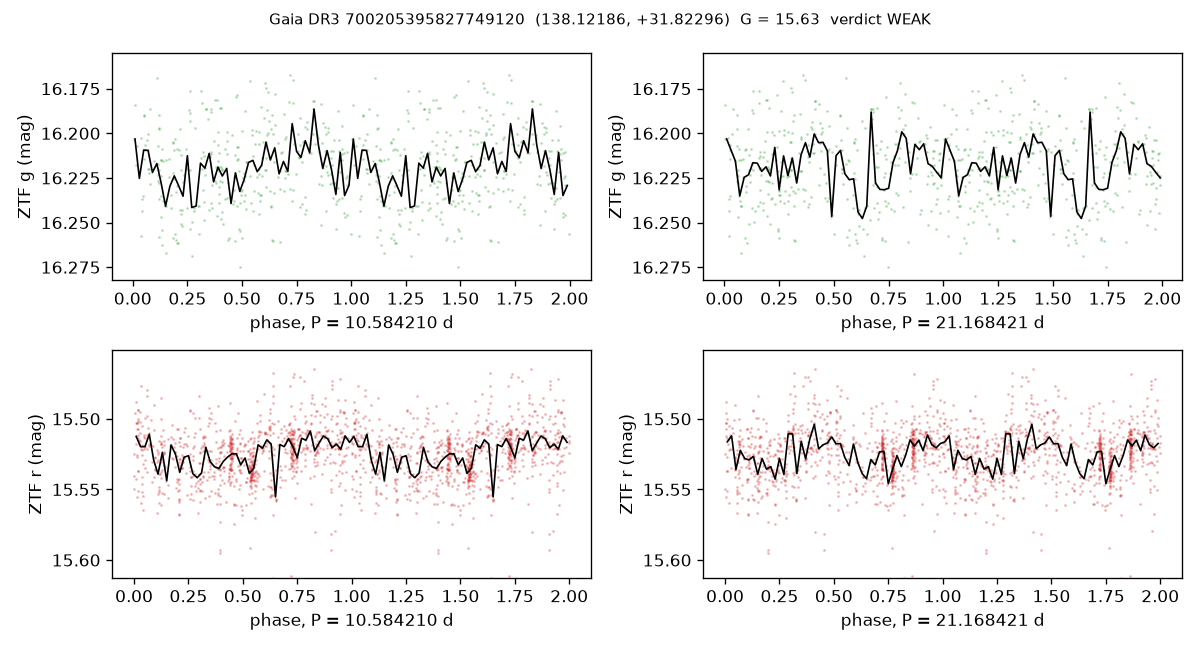 Gaia DR3 700205395827749120  (138.12186, +31.82296)  G = 15.63  verdict WEAK
ZTF g (mag)
16.175
16.200
16.225
16.250
16.275
0.00 0.25 0.50 0.75 1.00 1.25 1.50 1.75 2.00
phase, P = 10.584210 d
ZTF g (mag)
16.175
16.200
16.225
16.250
16.275
0.00 0.25 0.50 0.75 1.00 1.25 1.50 1.75 2.00
phase, P = 21.168421 d
ZTF r (mag)
15.50
15.55
15.60
0.00 0.25 0.50 0.75 1.00 1.25 1.50 1.75 2.00
phase, P = 10.584210 d
ZTF r (mag)
15.50
15.55
15.60
0.00 0.25 0.50 0.75 1.00 1.25 1.50 1.75 2.00
phase, P = 21.168421 d